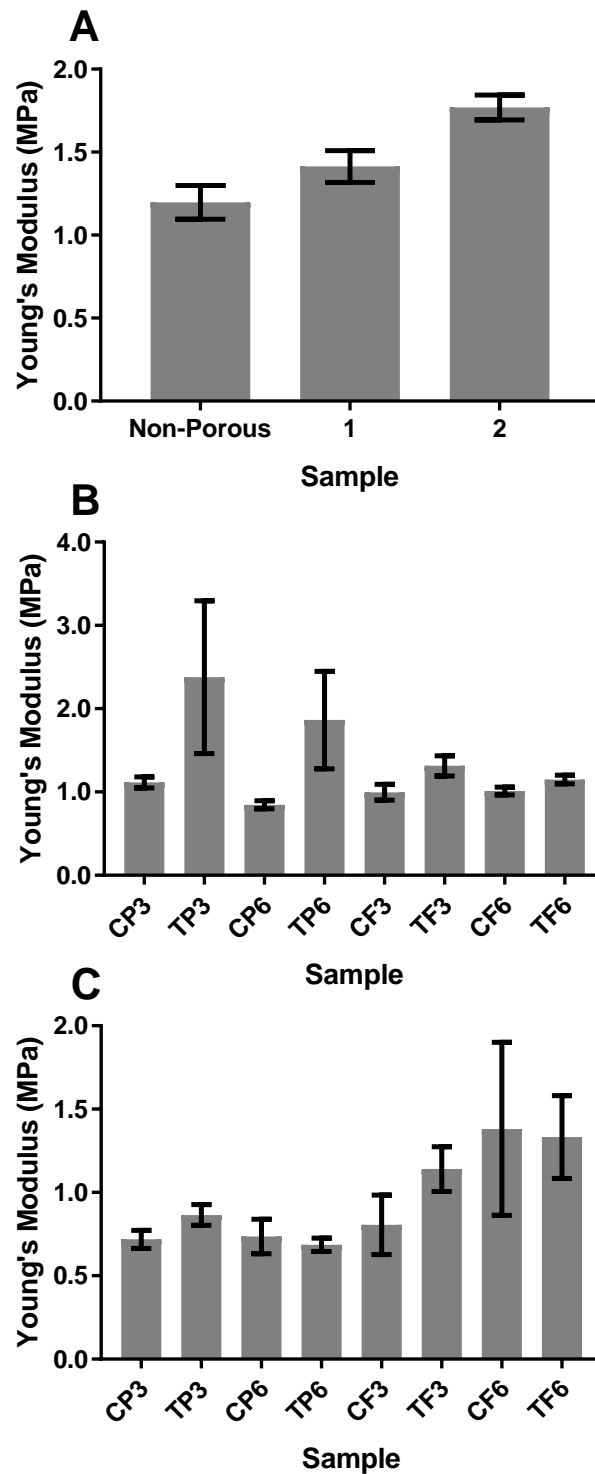 A
Young's Modulus (MPa)
2.0
1.5
1.0
0.5
0.0
Non-Porous 1 2
Sample
B
Young's Modulus (MPa)
4.0
3.0
2.0
1.0
0.0
CP3 TP3 CP6 TP6 CF3 TF3 CF6 TF6
Sample
C
Young's Modulus (MPa)
2.0
1.5
1.0
0.5
0.0
CP3 TP3 CP6 TP6 CF3 TF3 CF6 TF6
Sample